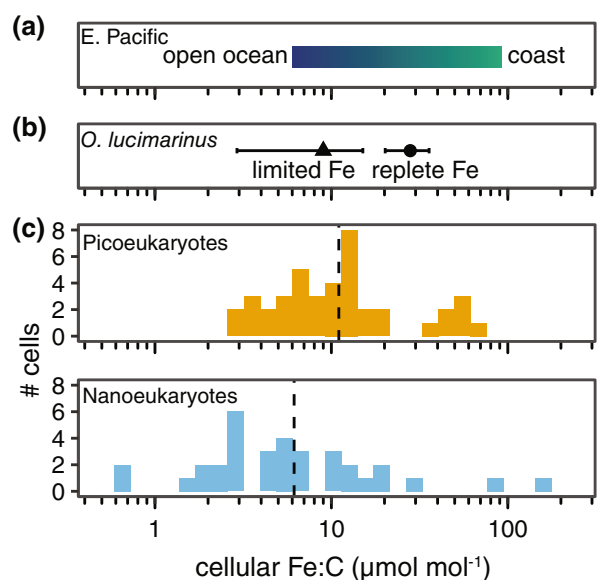 (a)
E. Pacific
open ocean
coast
(b)
O. lucimarinus
limited Fe
replete Fe
(c)
Picoeukaryotes
8
6
4
2
0
# cells
Nanoeukaryotes
8
6
4
2
0
1
10
100
cellular Fe:C (µmol mol⁻¹)